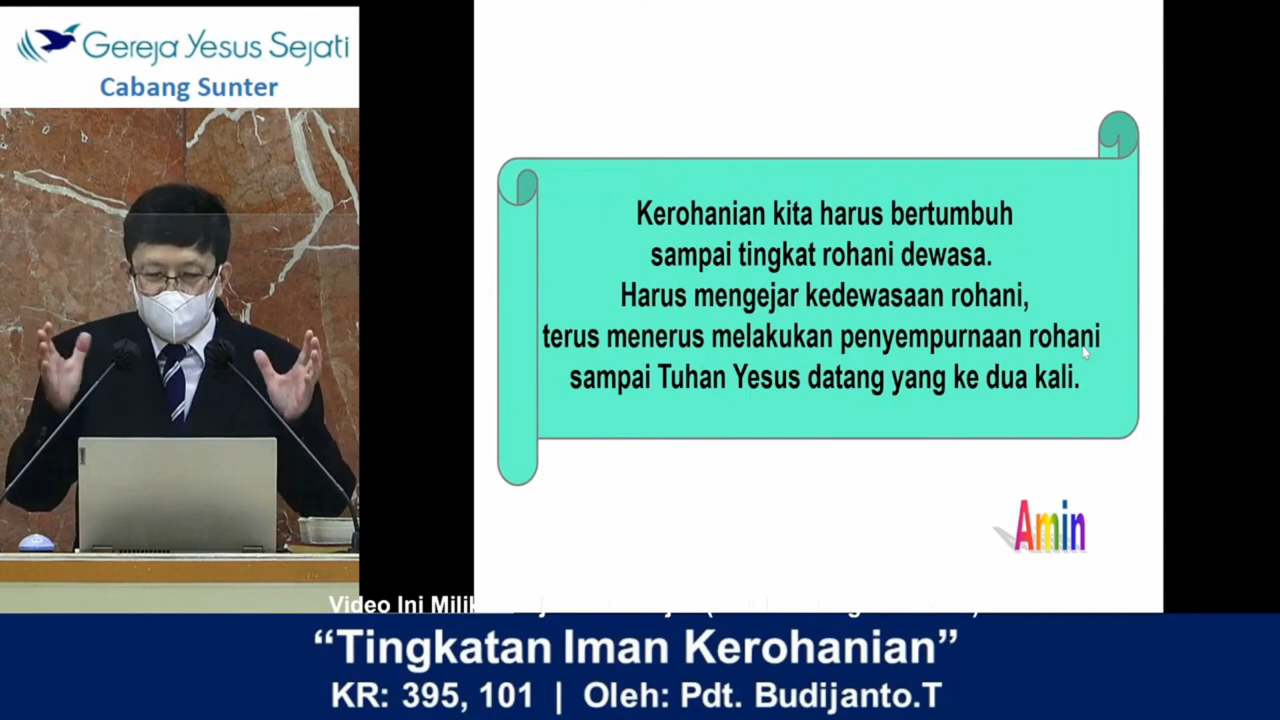 Gereja Yesus Sejati
Cabang Sunter
Kerohanian kita harus bertumbuh
sampai tingkat rohani dewasa.
Harus mengejar kedewasaan rohani,
terus menerus melakukan penyempurnaan rohani
sampai Tuhan Yesus datang yang ke dua kali.
Amin
Video Ini Milik
“Tingkatan Iman Kerohanian”
KR: 395, 101 | Oleh: Pdt. Budijanto.T